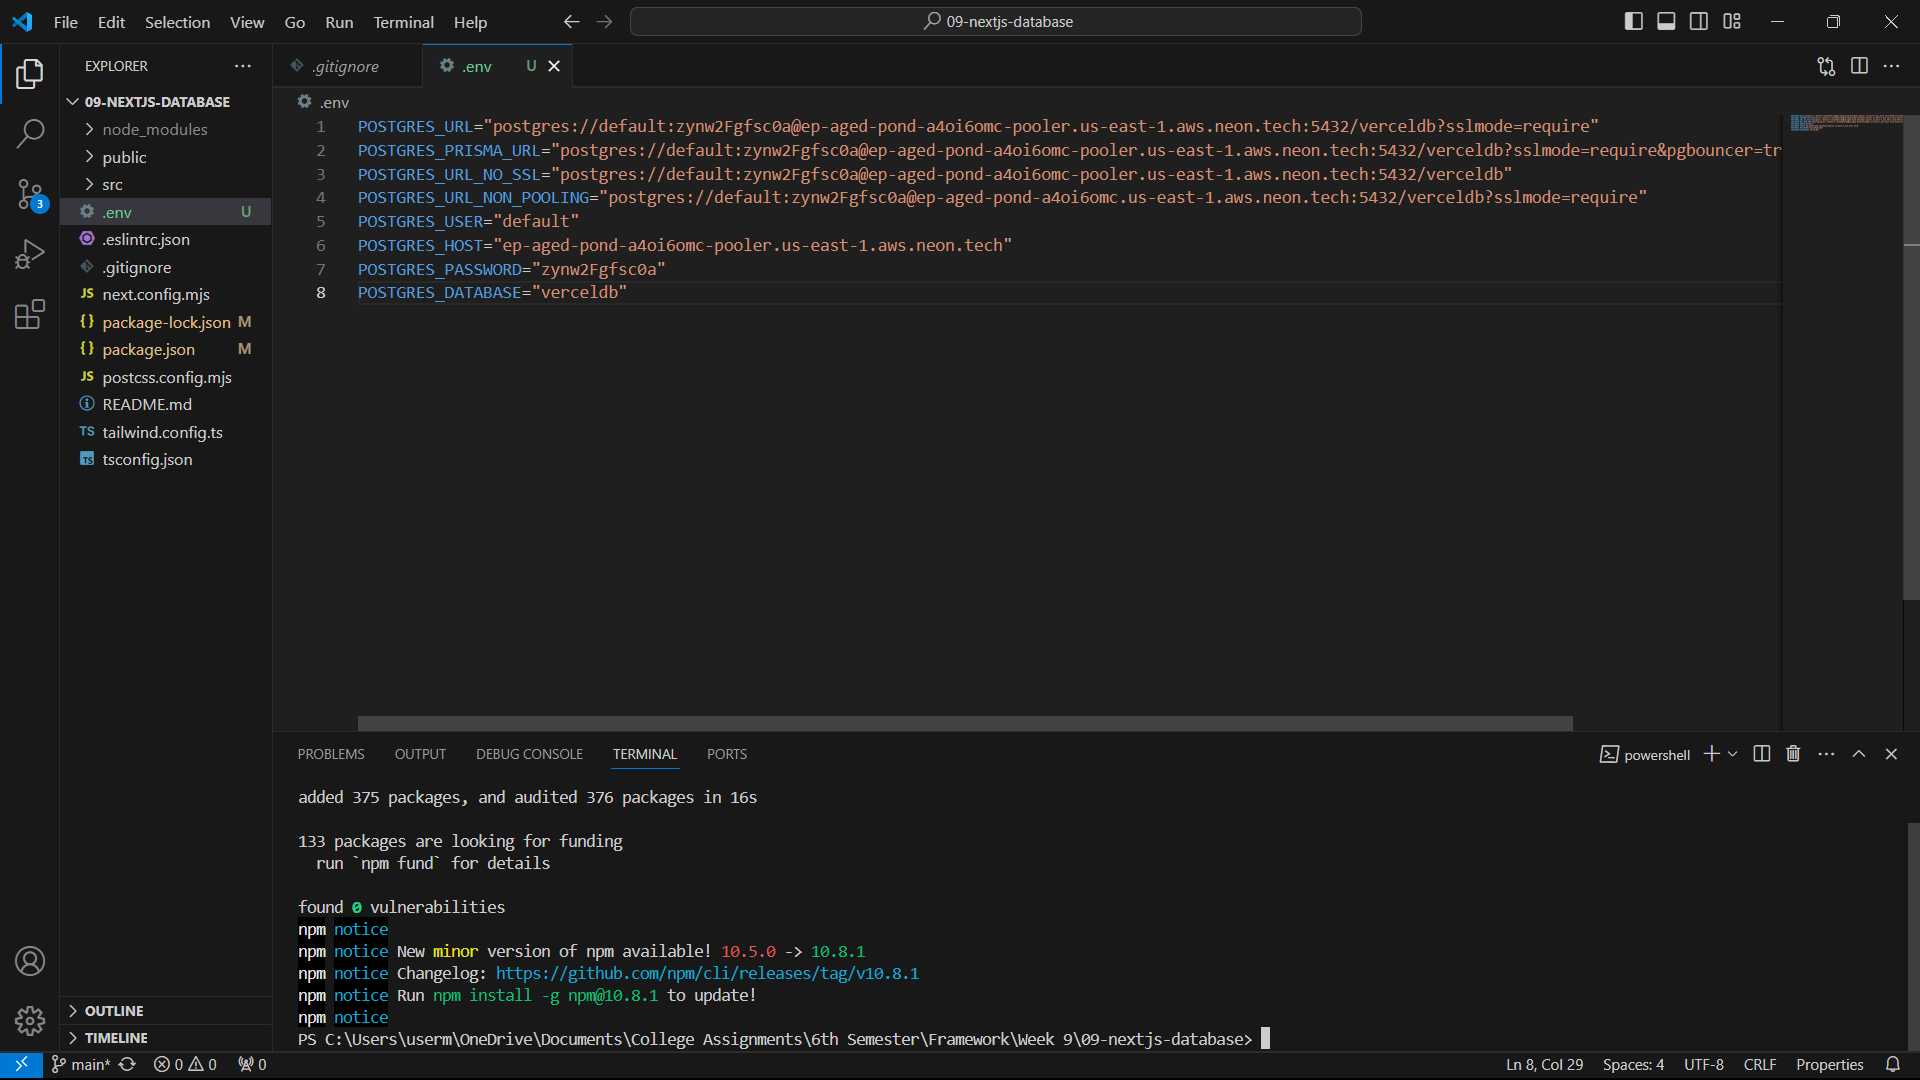 File Edit Selection View Go Run Terminal Help
09-nextjs-database
EXPLORER
09-NEXTJS-DATABASE
node_modules
public
src
.env U
.eslintrc.json
.gitignore
JS next.config.mjs
{} package-lock.json M
{} package.json M
JS postcss.config.mjs
README.md
TS tailwind.config.ts
TS tsconfig.json
OUTLINE
TIMELINE
3
.gitignore
.env U
.env
1 POSTGRES_URL="postgres://default:zynw2Fgfsc0a@ep-aged-pond-a4oi6omc-pooler.us-east-1.aws.neon.tech:5432/verceldb?sslmode=require"
2 POSTGRES_PRISMA_URL="postgres://default:zynw2Fgfsc0a@ep-aged-pond-a4oi6omc-pooler.us-east-1.aws.neon.tech:5432/verceldb?sslmode=require&pgbouncer=tr
3 POSTGRES_URL_NO_SSL="postgres://default:zynw2Fgfsc0a@ep-aged-pond-a4oi6omc-pooler.us-east-1.aws.neon.tech:5432/verceldb"
4 POSTGRES_URL_NON_POOLING="postgres://default:zynw2Fgfsc0a@ep-aged-pond-a4oi6omc.us-east-1.aws.neon.tech:5432/verceldb?sslmode=require"
5 POSTGRES_USER="default"
6 POSTGRES_HOST="ep-aged-pond-a4oi6omc-pooler.us-east-1.aws.neon.tech"
7 POSTGRES_PASSWORD="zynw2Fgfsc0a"
8 POSTGRES_DATABASE="verceldb"
PROBLEMS OUTPUT DEBUG CONSOLE TERMINAL PORTS
powershell
added 375 packages, and audited 376 packages in 16s
133 packages are looking for funding
run `npm fund` for details
found 0 vulnerabilities
npm notice
npm notice New minor version of npm available! 10.5.0 -> 10.8.1
npm notice Changelog: https://github.com/npm/cli/releases/tag/v10.8.1
npm notice Run npm install -g npm@10.8.1 to update!
npm notice
PS C:\Users\userm\OneDrive\Documents\College Assignments\6th Semester\Framework\Week 9\09-nextjs-database>
main* 0 0 0
Ln 8, Col 29 Spaces: 4 UTF-8 CRLF Properties